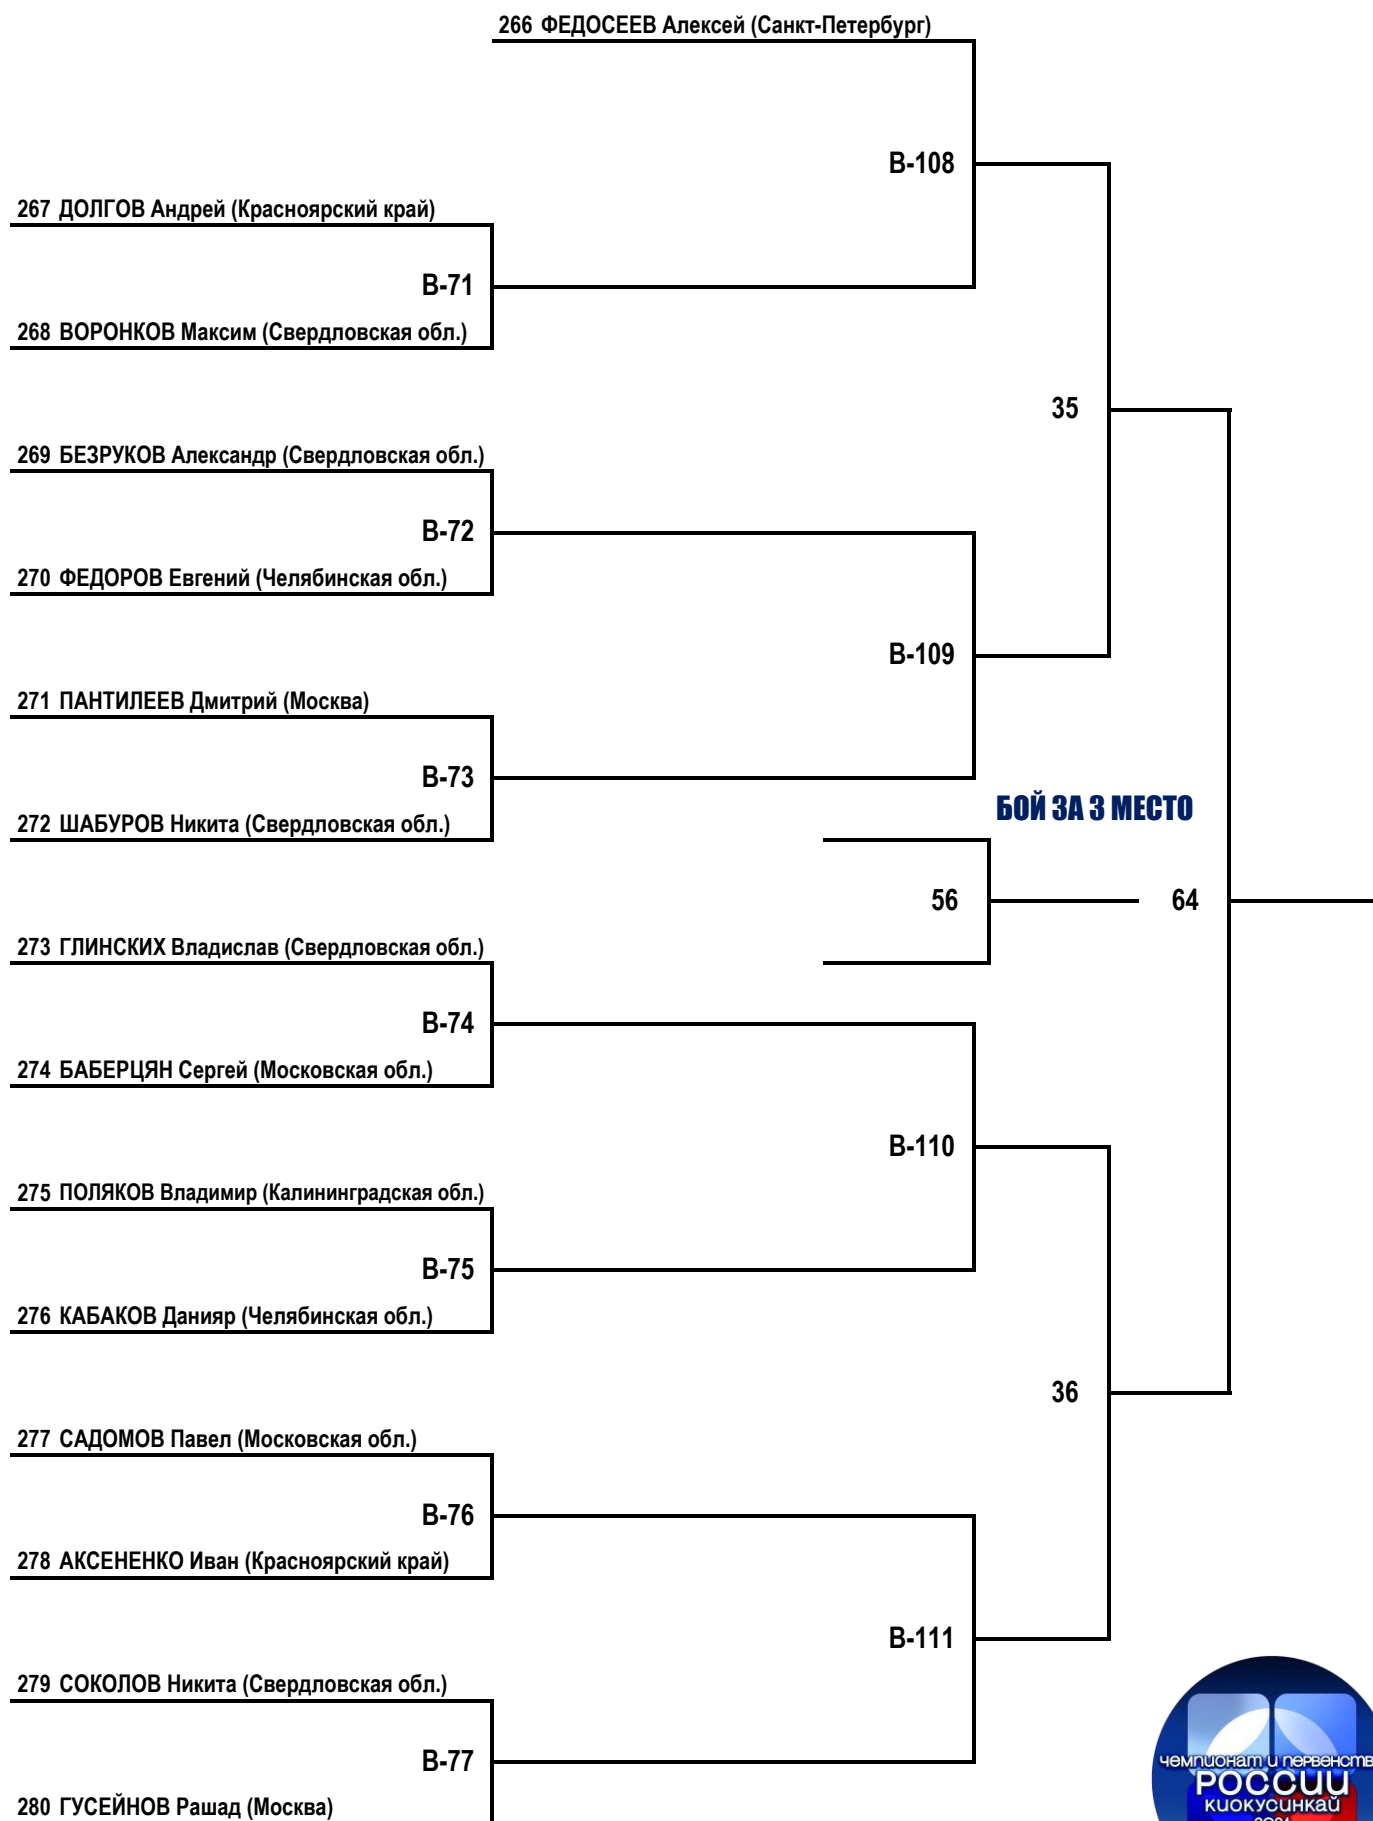 266 ФЕДОСЕЕВ Алексей (Санкт-Петербург)
B-108
267 ДОЛГОВ Андрей (Красноярский край)
B-71
268 ВОРОНКОВ Максим (Свердловская обл.)
35
269 БЕЗРУКОВ Александр (Свердловская обл.)
B-72
270 ФЕДОРОВ Евгений (Челябинская обл.)
B-109
271 ПАНТИЛЕЕВ Дмитрий (Москва)
B-73
БОЙ ЗА 3 МЕСТО
272 ШАБУРОВ Никита (Свердловская обл.)
56
64
273 ГЛИНСКИХ Владислав (Свердловская обл.)
B-74
274 БАБЕРЦЯН Сергей (Московская обл.)
B-110
275 ПОЛЯКОВ Владимир (Калининградская обл.)
B-75
276 КАБАКОВ Данияр (Челябинская обл.)
36
277 САДОМОВ Павел (Московская обл.)
B-76
278 АКСЕНЕНКО Иван (Красноярский край)
B-111
279 СОКОЛОВ Никита (Свердловская обл.)
B-77
чемпионат и первенств
РОССИИ
КИОКУСИНКАЙ
280 ГУСЕЙНОВ Рашад (Москва)